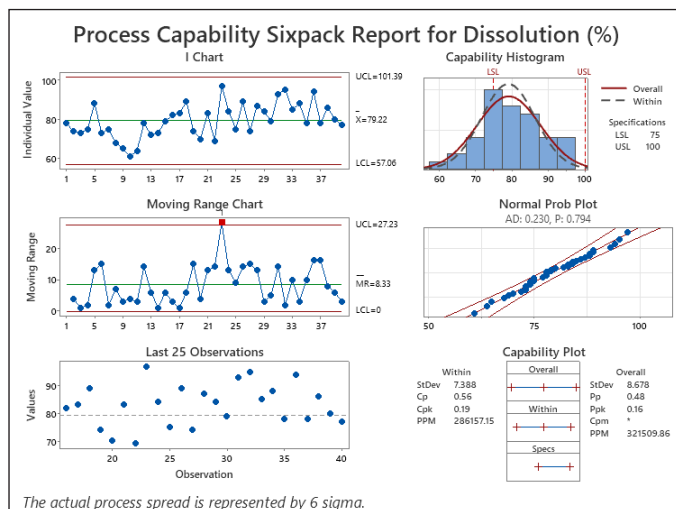 Process Capability Sixpack Report for Dissolution (%)
I Chart
Individual Value
100
80
60
UCL=101.39
X=79.22
LCL=57.06
1 5 9 13 17 21 25 29 33 37
Capability Histogram
LSL USL
60 70 80 90 100
Overall
Within
Specifications
LSL 75
USL 100
Moving Range Chart
Moving Range
20
10
0
1
UCL=27.23
MR=8.33
LCL=0
1 5 9 13 17 21 25 29 33 37
Normal Prob Plot
AD: 0.230, P: 0.794
50 75 100
Last 25 Observations
Values
90
80
70
20 25 30 35 40
Observation
Capability Plot
Within
StDev 7.388
Cp 0.56
Cpk 0.19
PPM 286157.15
Overall
Within
Specs
Overall
StDev 8.678
Pp 0.48
Ppk 0.16
Cpm *
PPM 321509.86
The actual process spread is represented by 6 sigma.